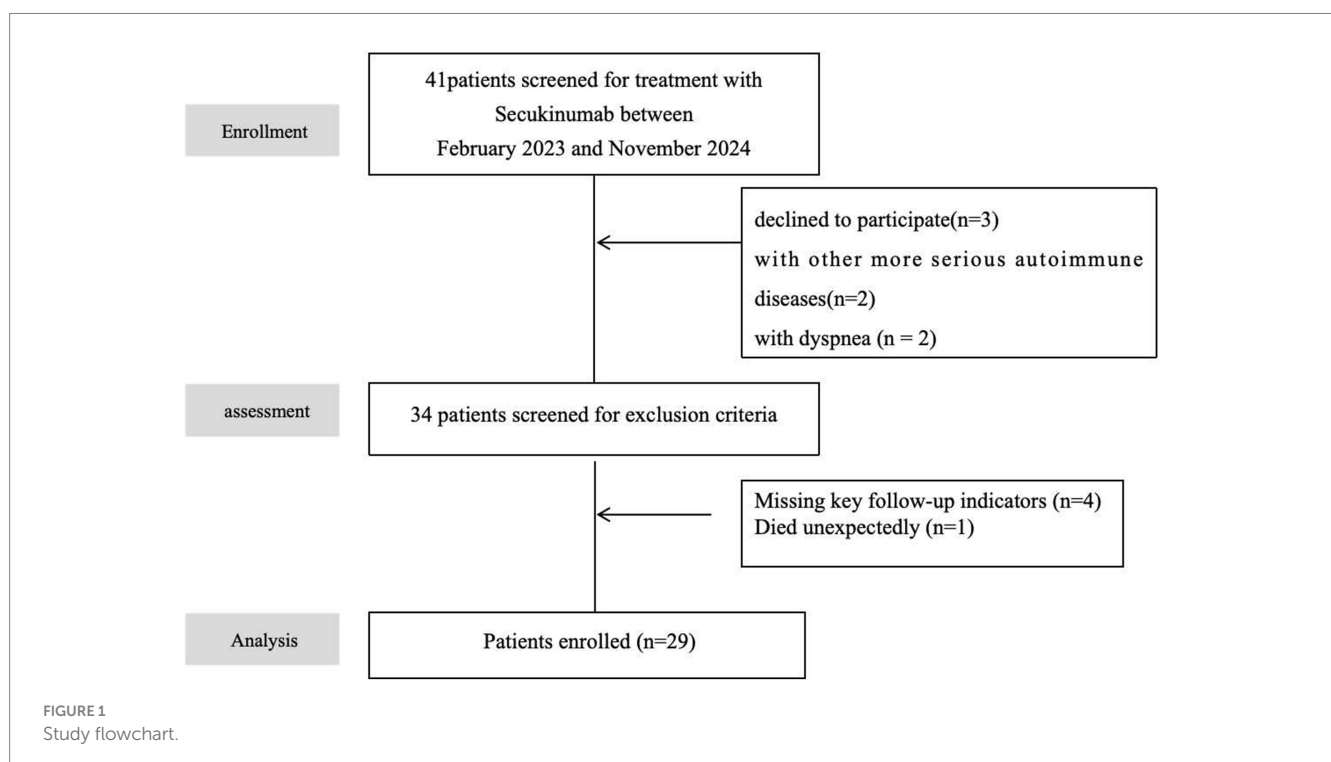 41patients screened for treatment with
Secukinumab between
February 2023 and November 2024
Enrollment
declined to participate(n=3)
with other more serious autoimmune
diseases(n=2)
with dyspnea (n = 2)
assessment
34 patients screened for exclusion criteria
Missing key follow-up indicators (n=4)
Died unexpectedly (n=1)
Analysis
Patients enrolled (n=29)
FIGURE 1
Study flowchart.